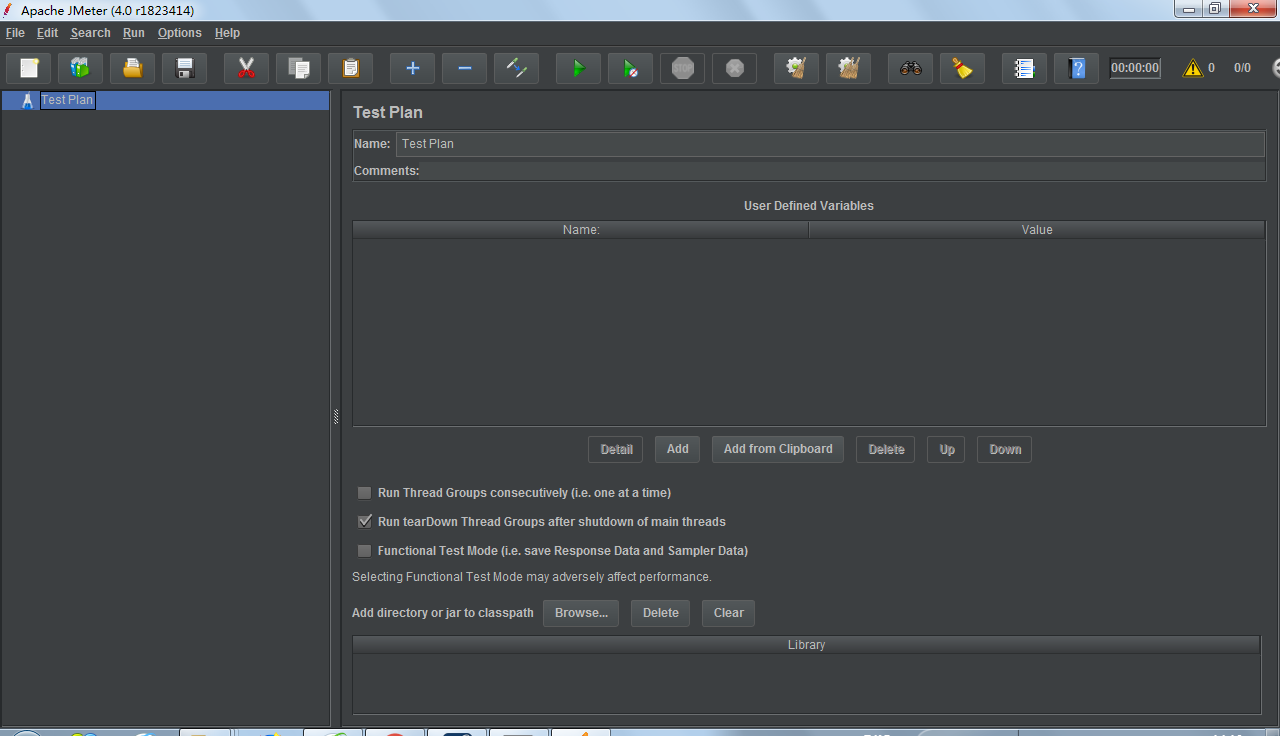 Apache JMeter (4.0 r1823414)
File Edit Search Run Options Help
STOP 00:00:00 0 0/0
Test Plan
Test Plan
Name: Test Plan
Comments:
User Defined Variables
Name: Value
Detail Add Add from Clipboard Delete Up Down
Run Thread Groups consecutively (i.e. one at a time)
Run tearDown Thread Groups after shutdown of main threads
Functional Test Mode (i.e. save Response Data and Sampler Data)
Selecting Functional Test Mode may adversely affect performance.
Add directory or jar to classpath Browse... Delete Clear
Library